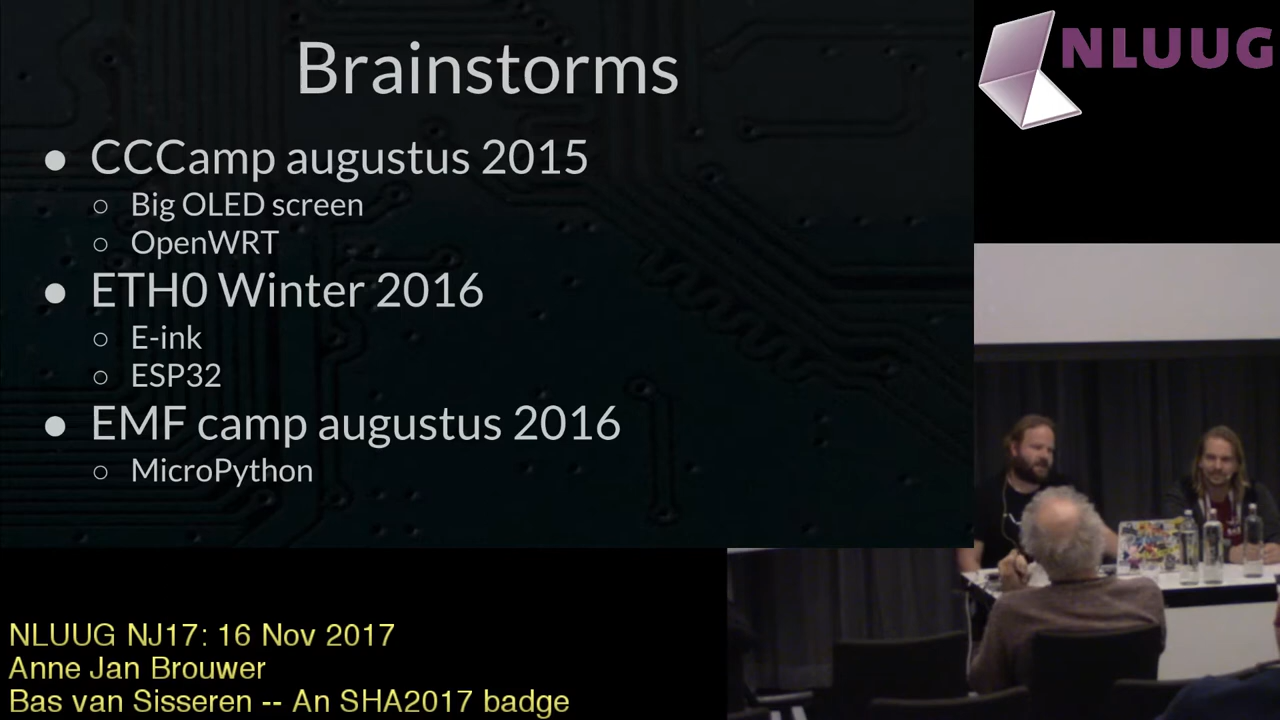 Brainstorms
● CCCamp augustus 2015
○ Big OLED screen
○ OpenWRT
● ETH0 Winter 2016
○ E-ink
○ ESP32
● EMF camp augustus 2016
○ MicroPython
NLUUG
NLUUG NJ17: 16 Nov 2017
Anne Jan Brouwer
Bas van Sisseren -- An SHA2017 badge